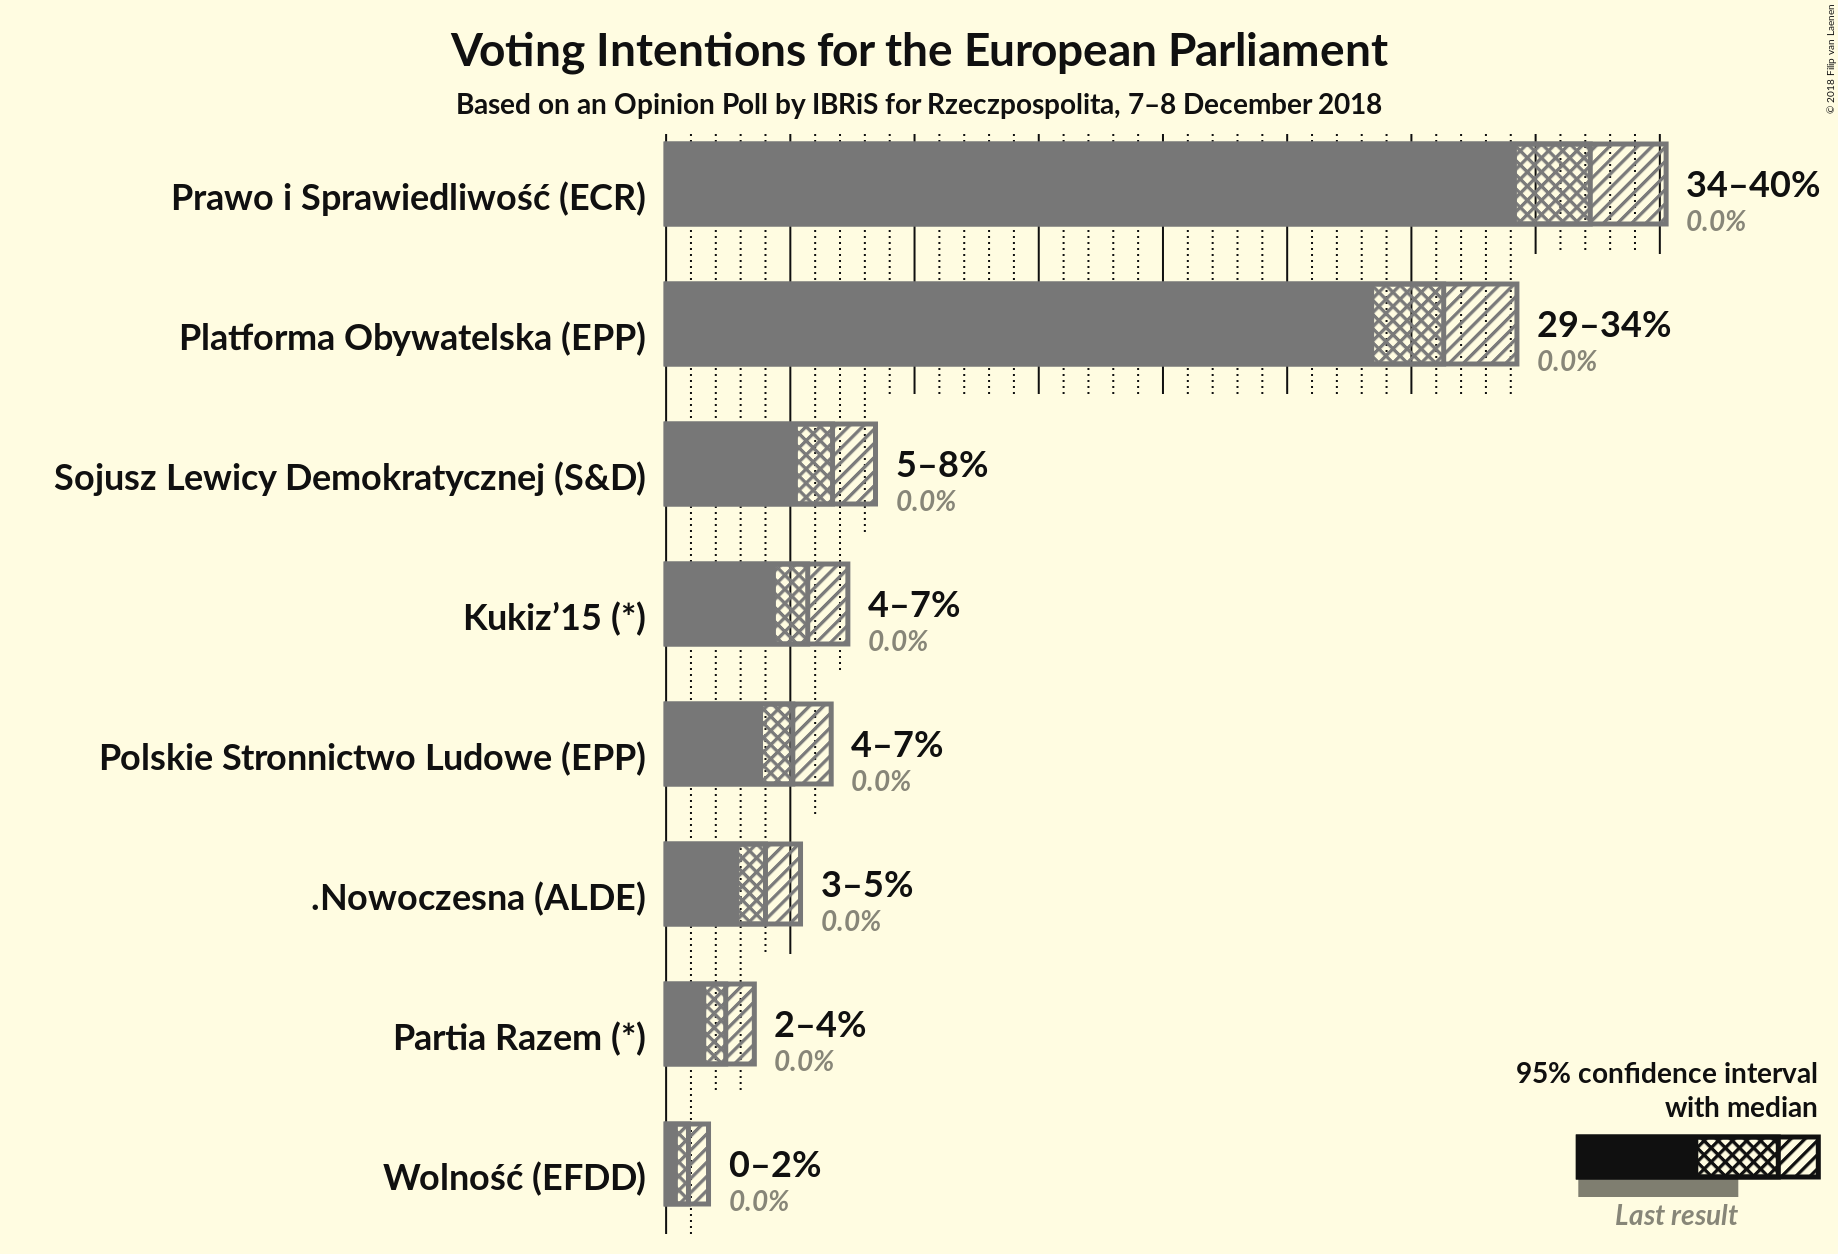 Voting Intentions for the European Parliament
Based on an Opinion Poll by IBRiS for Rzeczpospolita, 7–8 December 2018
© 2018 Filip van Laenen
Prawo i Sprawiedliwość (ECR)
34–40%
0.0%
Platforma Obywatelska (EPP)
29–34%
0.0%
Sojusz Lewicy Demokratycznej (S&D)
5–8%
0.0%
Kukiz’15 (*)
4–7%
0.0%
Polskie Stronnictwo Ludowe (EPP)
4–7%
0.0%
.Nowoczesna (ALDE)
3–5%
0.0%
Partia Razem (*)
2–4%
0.0%
Wolność (EFDD)
0–2%
0.0%
95% confidence interval
with median
Last result